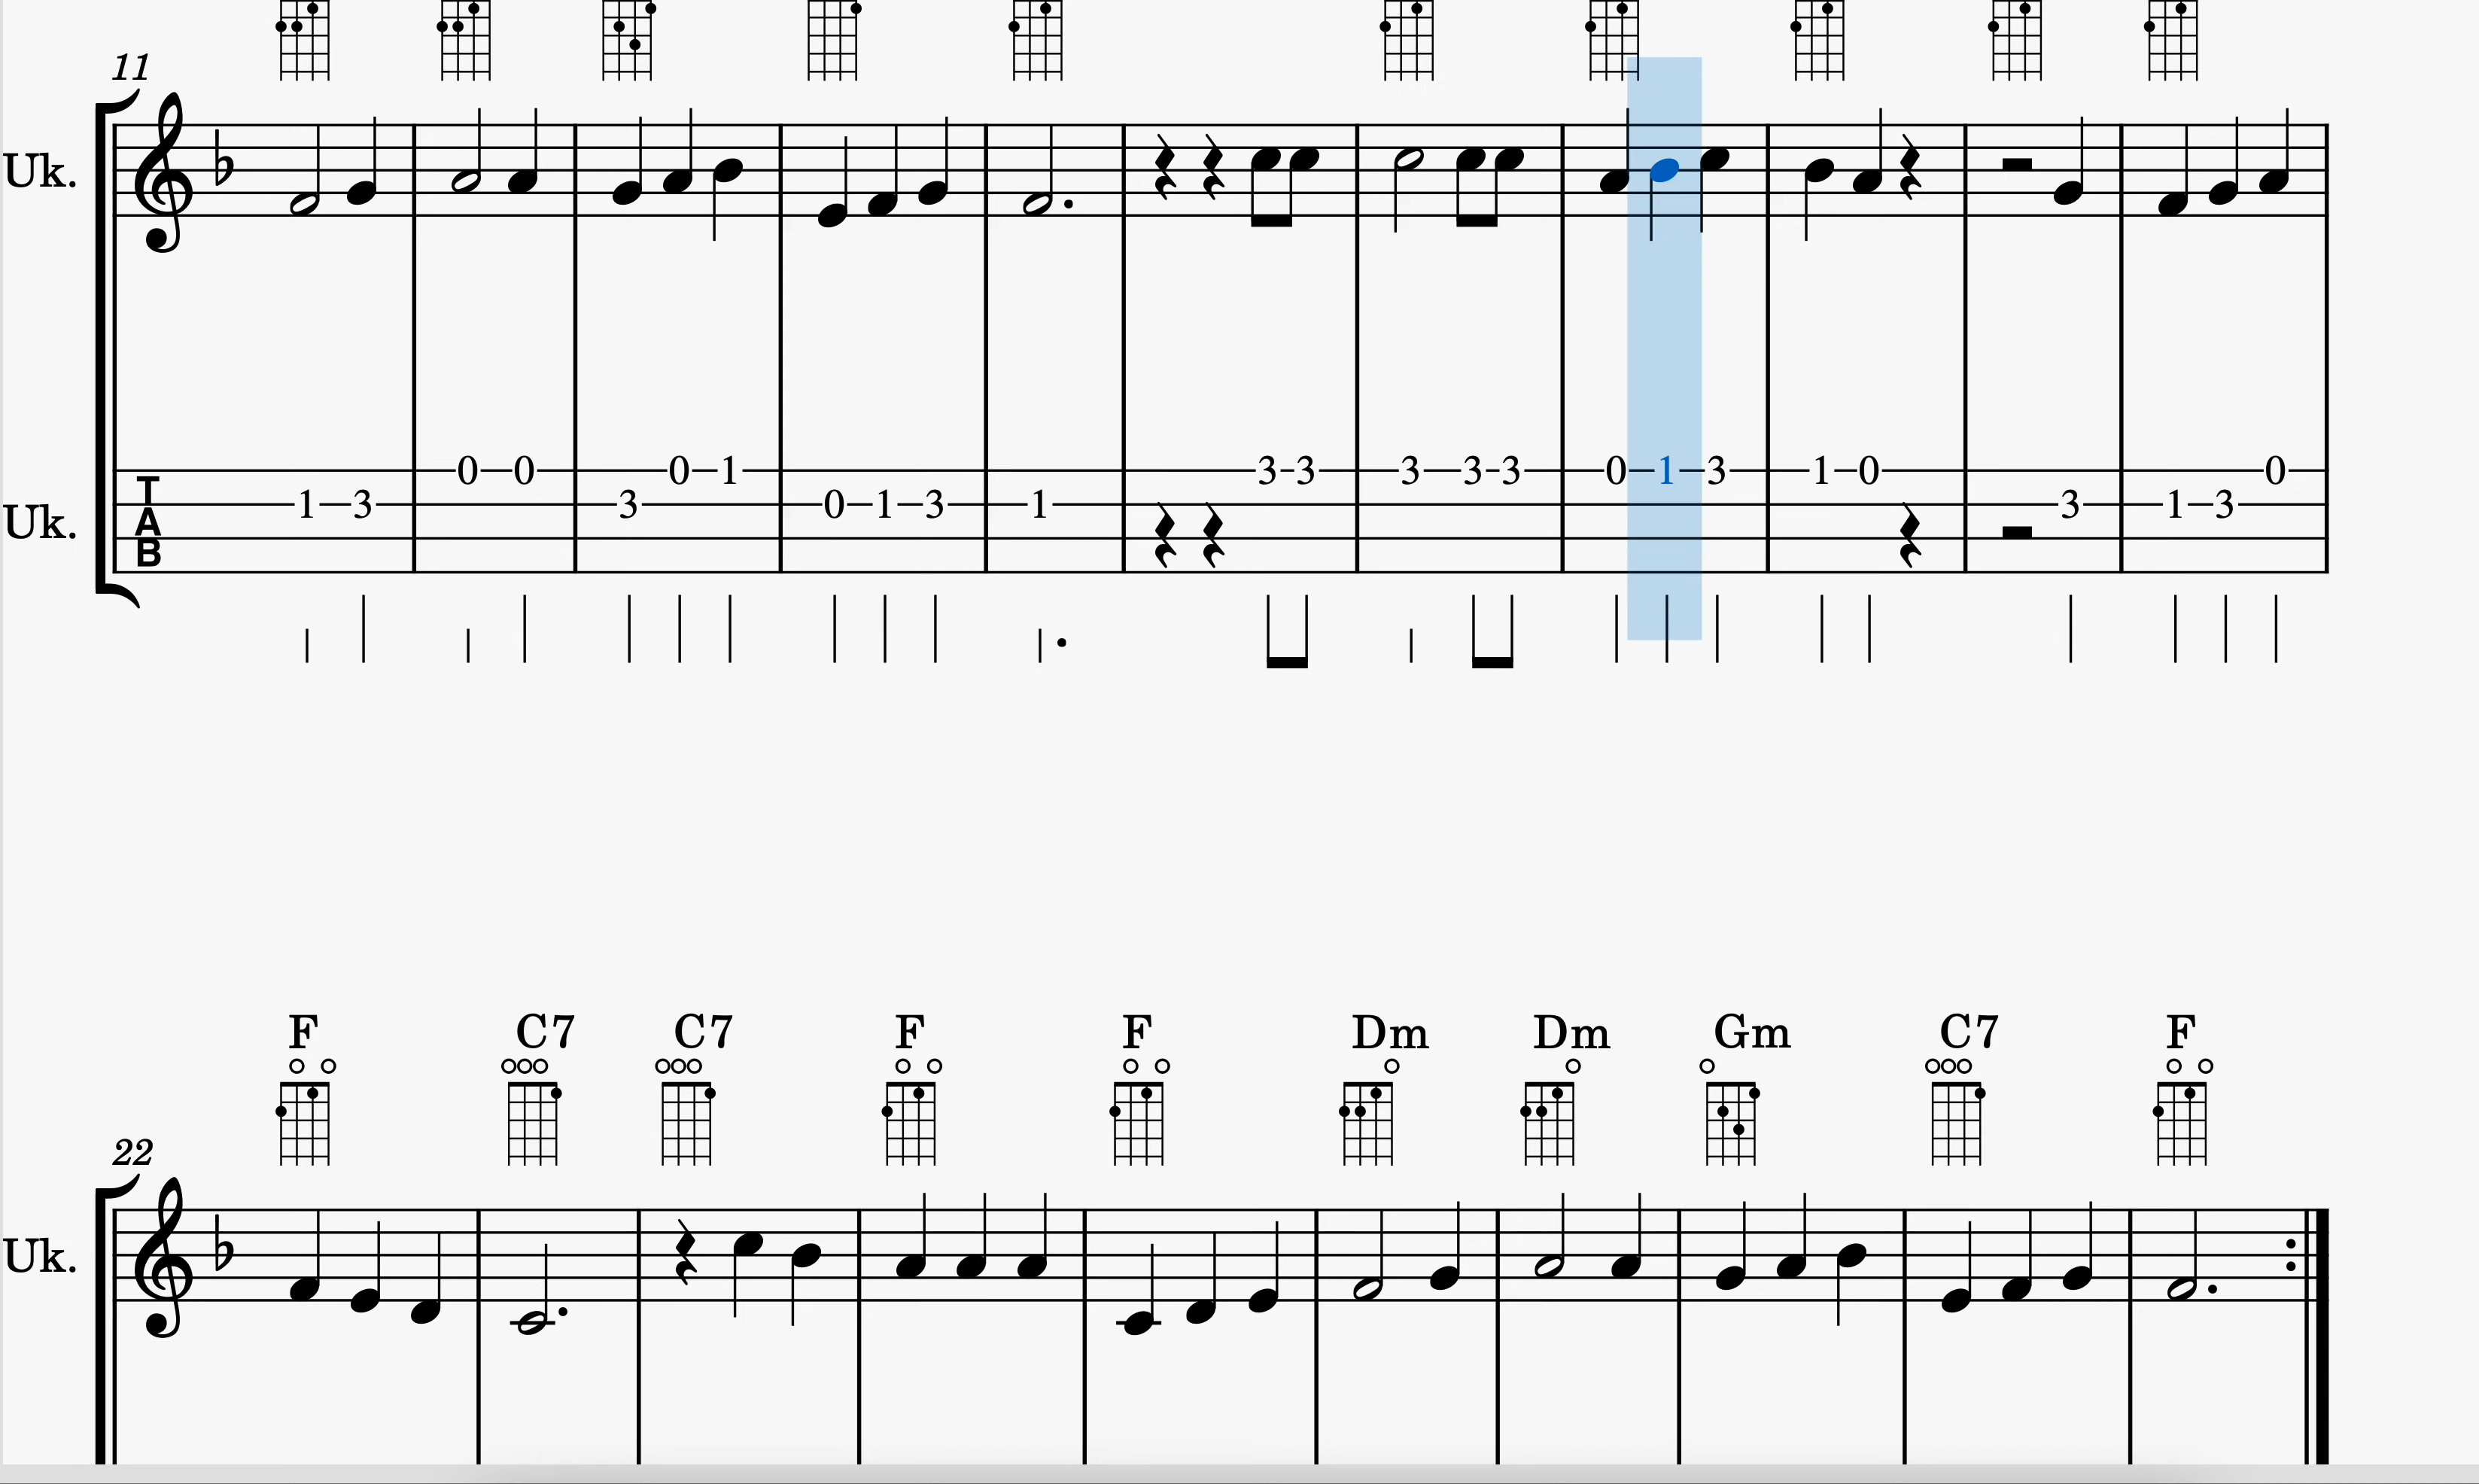 11
Uk.
0 0 0 1 3 3 3 3 3 0 1 3 1 0 0
1 3 3 0 1 3 1 3 1 3
TAB
Uk.
F C7 C7 F F Dm Dm Gm C7 F
22
Uk.